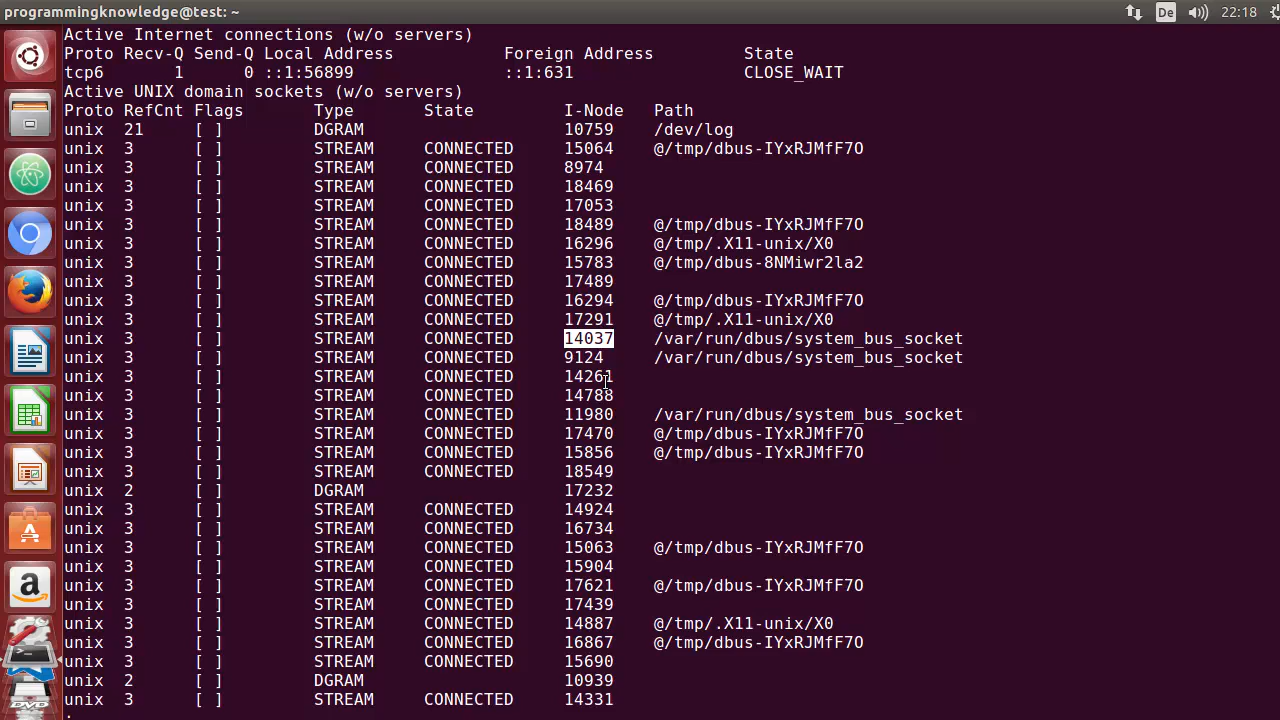 programmingknowledge@test: ~
De
22:18
Active Internet connections (w/o servers)
Proto Recv-Q Send-Q Local Address Foreign Address State
tcp6 1 0 ::1:56899 ::1:631 CLOSE_WAIT
Active UNIX domain sockets (w/o servers)
Proto RefCnt Flags Type State I-Node Path
unix 21 [ ] DGRAM 10759 /dev/log
unix 3 [ ] STREAM CONNECTED 15064 @/tmp/dbus-IYxRJMfF7O
unix 3 [ ] STREAM CONNECTED 8974
unix 3 [ ] STREAM CONNECTED 18469
unix 3 [ ] STREAM CONNECTED 17053
unix 3 [ ] STREAM CONNECTED 18489 @/tmp/dbus-IYxRJMfF7O
unix 3 [ ] STREAM CONNECTED 16296 @/tmp/.X11-unix/X0
unix 3 [ ] STREAM CONNECTED 15783 @/tmp/dbus-8NMiwr2la2
unix 3 [ ] STREAM CONNECTED 17489
unix 3 [ ] STREAM CONNECTED 16294 @/tmp/dbus-IYxRJMfF7O
unix 3 [ ] STREAM CONNECTED 17291 @/tmp/.X11-unix/X0
unix 3 [ ] STREAM CONNECTED 14037 /var/run/dbus/system_bus_socket
unix 3 [ ] STREAM CONNECTED 9124 /var/run/dbus/system_bus_socket
unix 3 [ ] STREAM CONNECTED 14261
unix 3 [ ] STREAM CONNECTED 14788
unix 3 [ ] STREAM CONNECTED 11980 /var/run/dbus/system_bus_socket
unix 3 [ ] STREAM CONNECTED 17470 @/tmp/dbus-IYxRJMfF7O
unix 3 [ ] STREAM CONNECTED 15856 @/tmp/dbus-IYxRJMfF7O
unix 3 [ ] STREAM CONNECTED 18549
unix 2 [ ] DGRAM 17232
unix 3 [ ] STREAM CONNECTED 14924
unix 3 [ ] STREAM CONNECTED 16734
unix 3 [ ] STREAM CONNECTED 15063 @/tmp/dbus-IYxRJMfF7O
unix 3 [ ] STREAM CONNECTED 15904
unix 3 [ ] STREAM CONNECTED 17621 @/tmp/dbus-IYxRJMfF7O
unix 3 [ ] STREAM CONNECTED 17439
unix 3 [ ] STREAM CONNECTED 14887 @/tmp/.X11-unix/X0
unix 3 [ ] STREAM CONNECTED 16867 @/tmp/dbus-IYxRJMfF7O
unix 3 [ ] STREAM CONNECTED 15690
unix 2 [ ] DGRAM 10939
unix 3 [ ] STREAM CONNECTED 14331